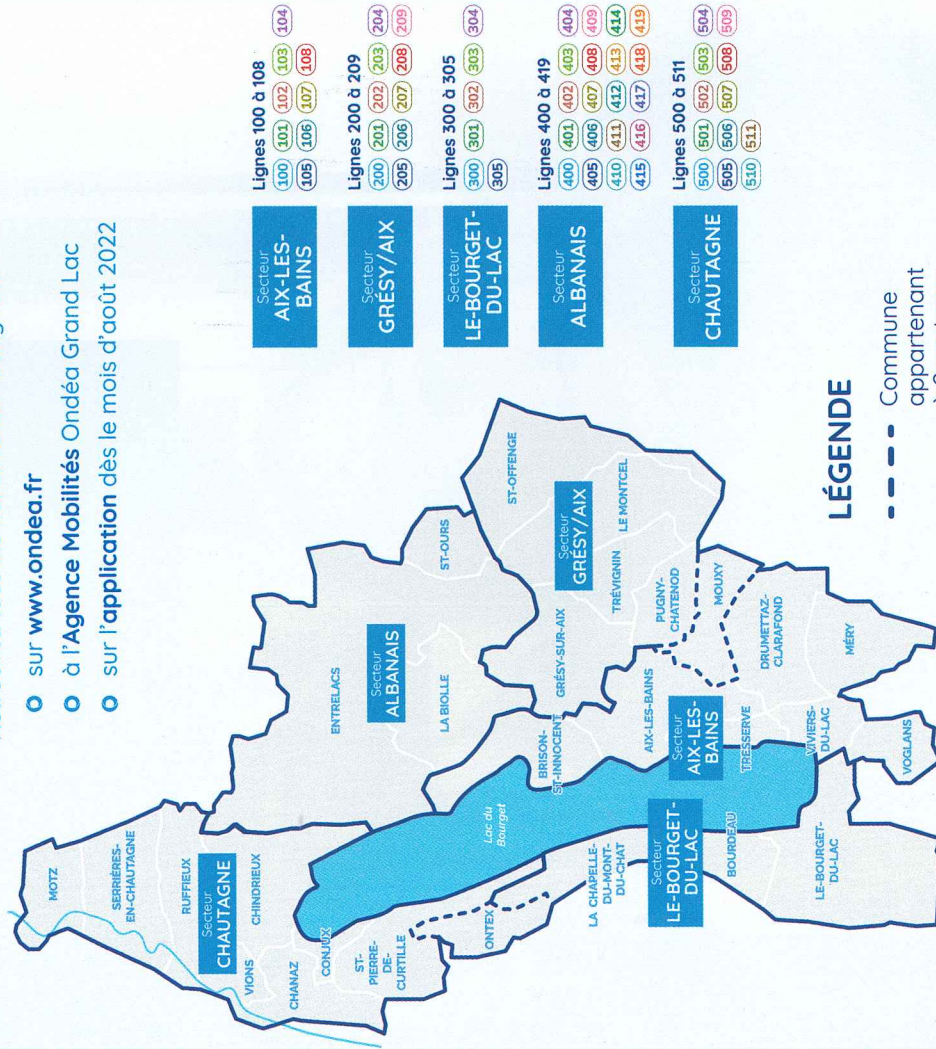 sur www.ondea.fr
à l'Agence Mobilités Ondéa Grand Lac
sur l'application dès le mois d'août 2022
MOTZ
SERRIÈRES-
EN-CHAUTAGNE
RUFFIEUX
Secteur
CHAUTAGNE
CHINDRIEUX
VIONS
CHANAZ
CONJUX
ST-
PIERRE-
DE-
CURTILLE
ONTEX
LA CHAPELLE-
DU-MONT-
DU-CHAT
Secteur
LE-BOURGET-
DU-LAC
BOURDEAU
LE-BOURGET-
DU-LAC
Lac du
Bourget
ENTRELACS
Secteur
ALBANAIS
LA BIOLLE
ST-OURS
ST-OFFENGE
Secteur
GRÉSY/AIX
LE MONTCEL
TRÉVIGNIN
GRÉSY-SUR-AIX
PUGNY-
CHATENOD
MOUXY
BRISON-
ST-INNOCENT
AIX-LES-BAINS
Secteur
AIX-LES-
BAINS
TRESSERVE
DRUMETTAZ-
CLARAFOND
MÉRY
VIVIERS-
DU-LAC
VOGLANS
Secteur
AIX-LES-
BAINS
Lignes 100 à 108
100 101 102 103 104
105 106 107 108
Secteur
GRÉSY/AIX
Lignes 200 à 209
200 201 202 203 204
205 206 207 208 209
Secteur
LE-BOURGET-
DU-LAC
Lignes 300 à 305
300 301 302 303 304
305
Secteur
ALBANAIS
Lignes 400 à 419
400 401 402 403 404
405 406 407 408 409
410 411 412 413 414
415 416 417 418 419
Secteur
CHAUTAGNE
Lignes 500 à 511
500 501 502 503 504
505 506 507 508 509
510 511
LÉGENDE
Commune
appartenant